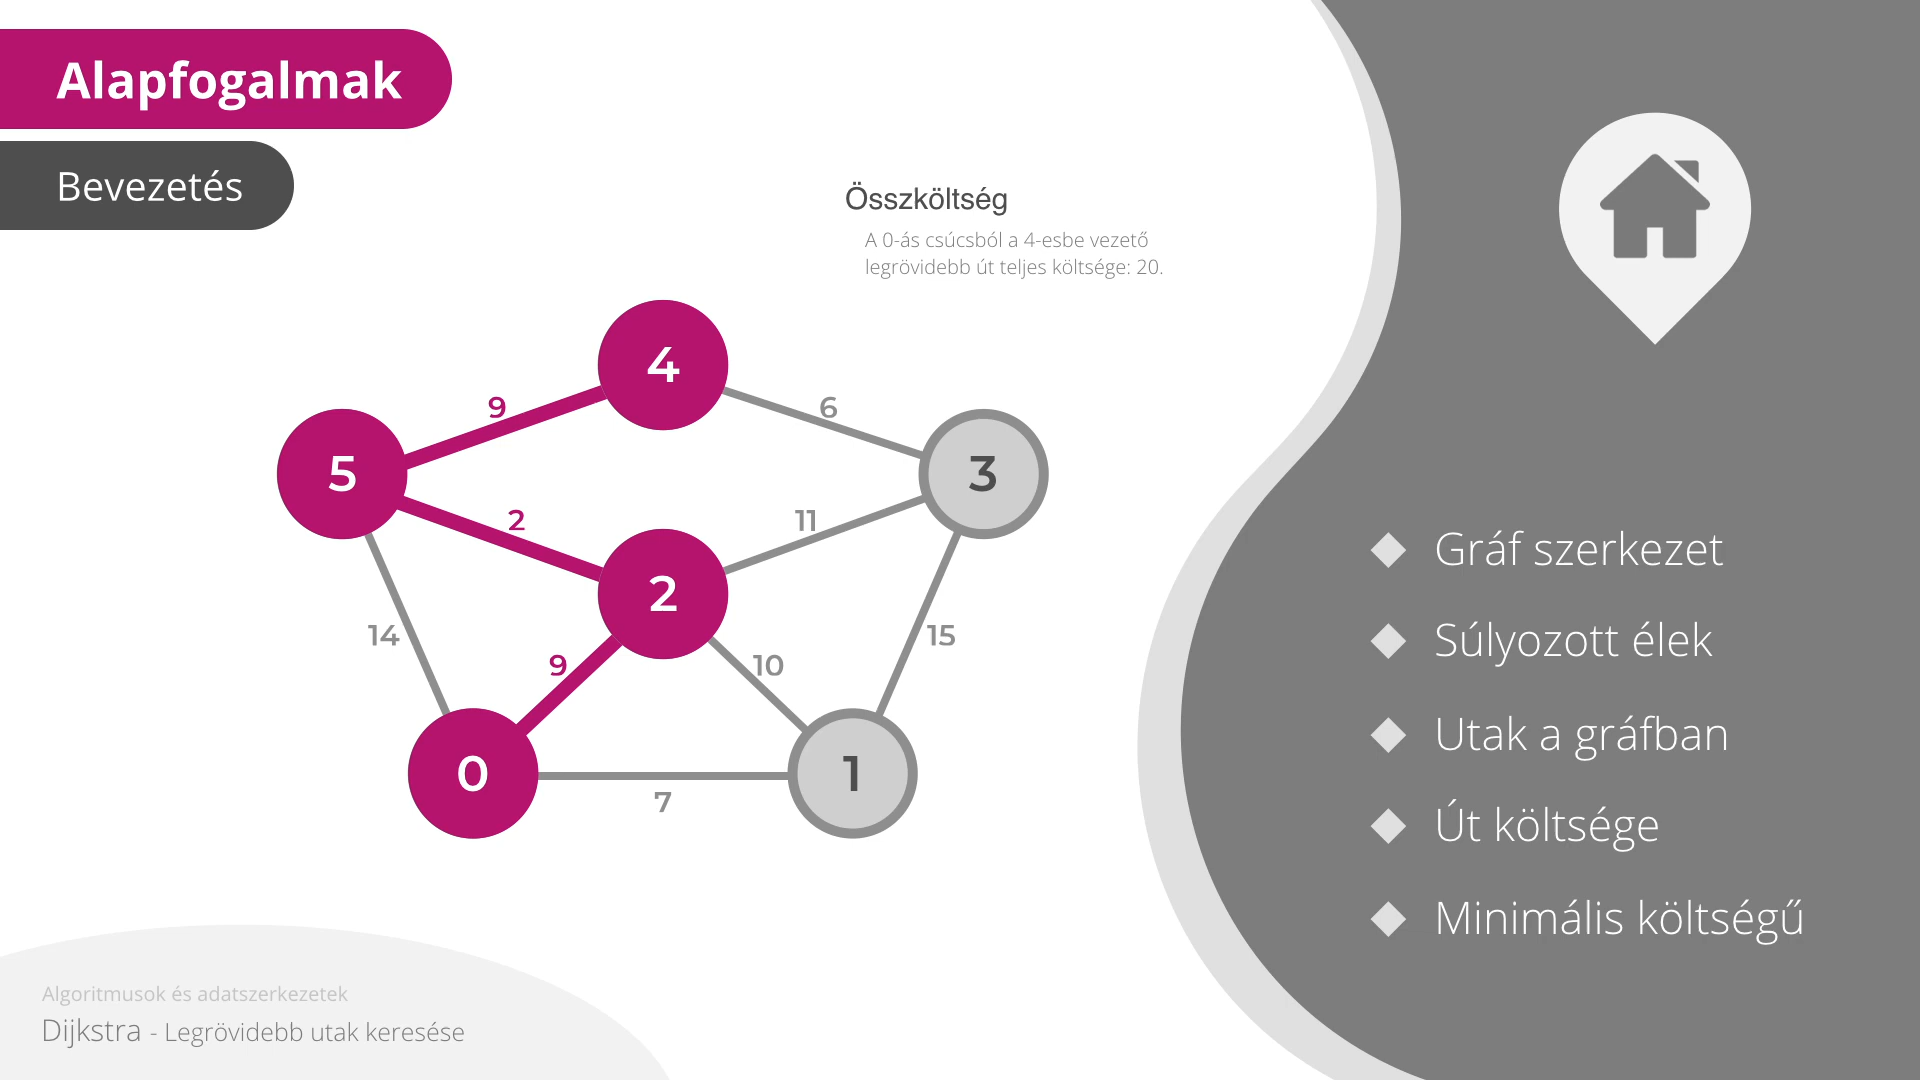 Alapfogalmak
Bevezetés
Összköltség
A 0-ás csúcsból a 4-esbe vezető
legrövidebb út teljes költsége: 20.
4
9
6
5
3
2
11
2
14
15
9
10
0
1
7
Gráf szerkezet
Súlyozott élek
Utak a gráfban
Út költsége
Minimális költségű
Algoritmusok és adatszerkezetek
Dijkstra - Legrövidebb utak keresése